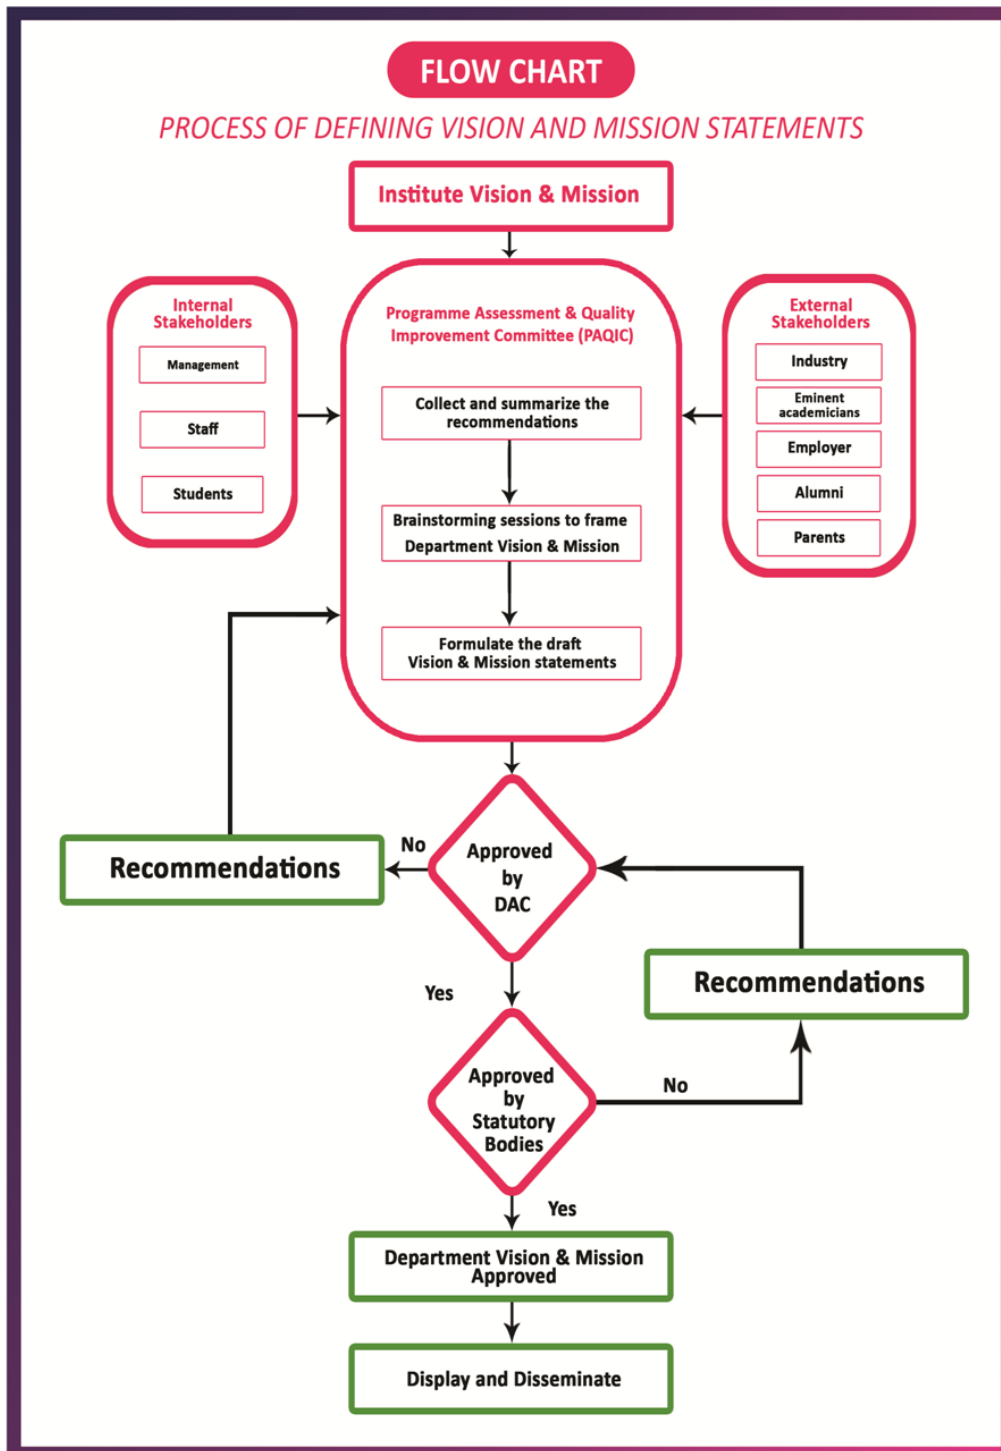 FLOW CHART
PROCESS OF DEFINING VISION AND MISSION STATEMENTS
Institute Vision & Mission
Internal
Stakeholders
Management
Staff
Students
Programme Assessment & Quality
Improvement Committee (PAQIC)
Collect and summarize the
recommendations
Brainstorming sessions to frame
Department Vision & Mission
Formulate the draft
Vision & Mission statements
External
Stakeholders
Industry
Eminent
academicians
Employer
Alumni
Parents
Approved
by
DAC
No
Recommendations
Yes
Recommendations
Approved
by
Statutory
Bodies
No
Yes
Department Vision & Mission
Approved
Display and Disseminate